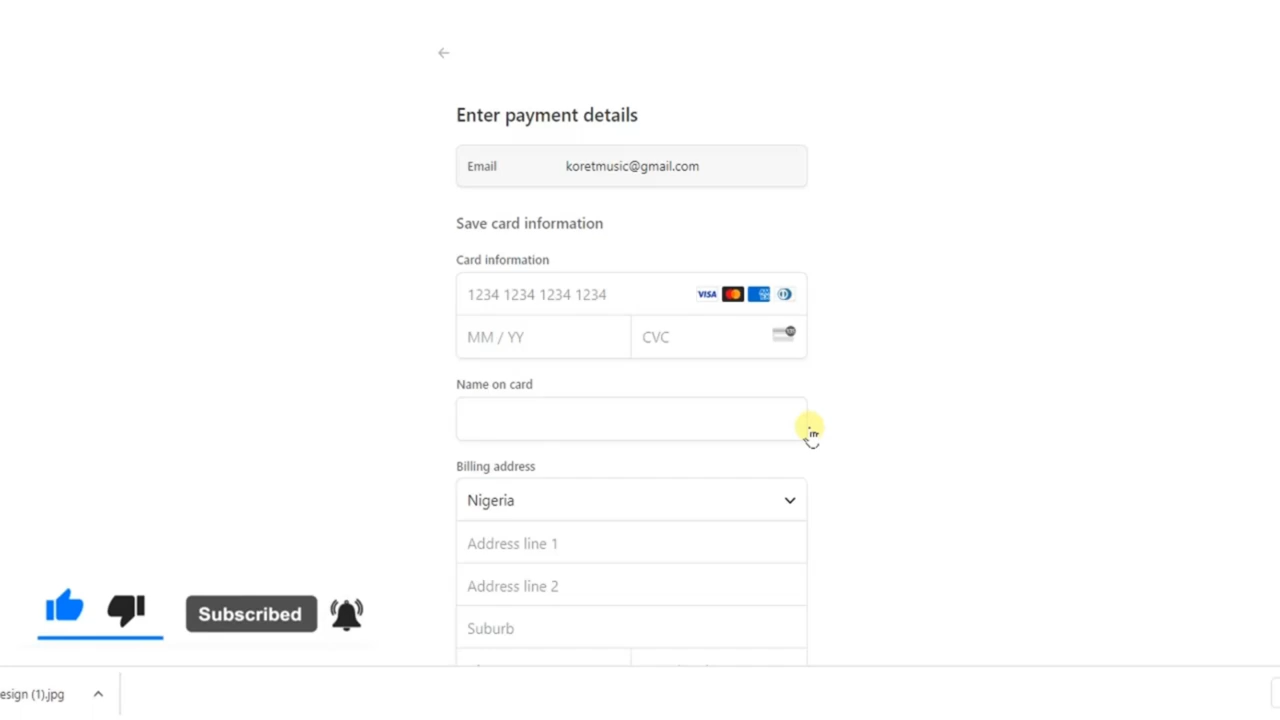 Enter payment details
Email koretmusic@gmail.com
Save card information
Card information
1234 1234 1234 1234 VISA
MM / YY CVC
Name on card
Billing address
Nigeria
Address line 1
Address line 2
Suburb
Subscribed
esign (1).jpg